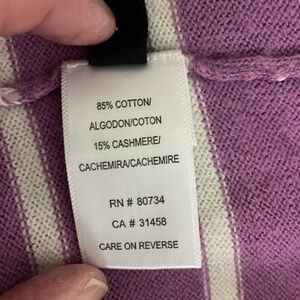 85% COTTON/
ALGODON/COTON
15% CASHMERE/
CACHEMIRA/CACHEMIRE
RN # 80734
CA # 31458
CARE ON REVERSE